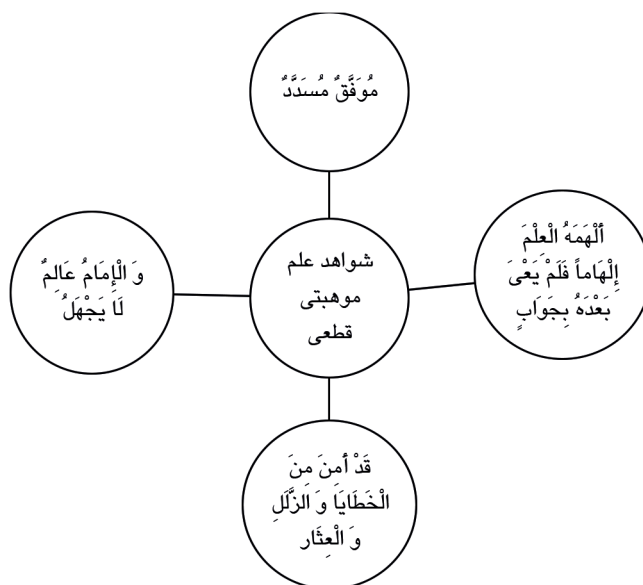 مُوَفَّقٌ مُسَدَّدٌ
أَلْهَمَهُ الْعِلْمَ
إِلْهَاماً فَلَمْ يَعْیَ
بَعْدَهُ بِجَوَابٍ
شواهد علم
موهبتی
قطعی
وَ الْإِمَامُ عَالِمٌ
لَا يَجْهَلُ
قَدْ أَمِنَ مِنَ
الْخَطَايَا وَ الزَّلَلِ
وَ الْعِثَار